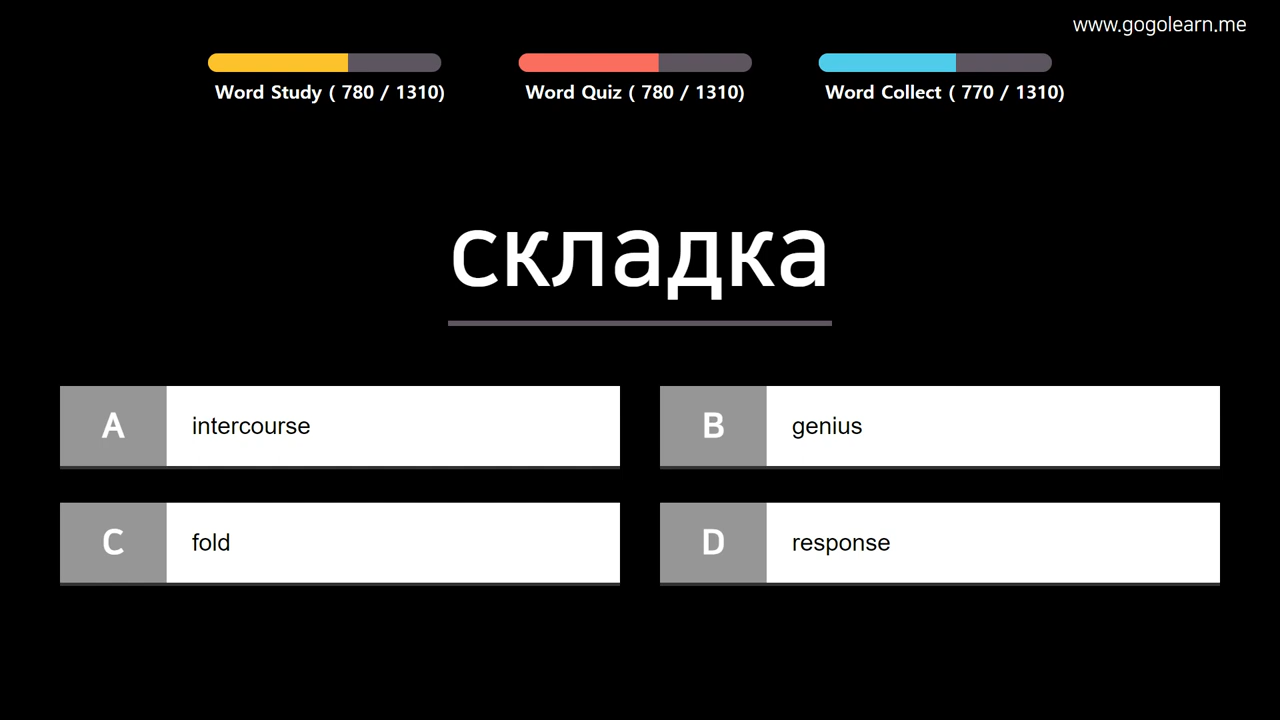 www.gogolearn.me
Word Study ( 780 / 1310)
Word Quiz ( 780 / 1310)
Word Collect ( 770 / 1310)
складка
A intercourse
B genius
C fold
D response